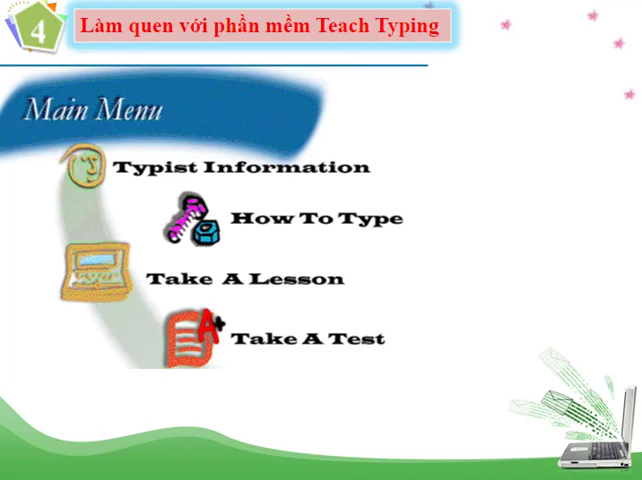 4
Làm quen với phần mềm Teach Typing
Main Menu
Typist Information
How To Type
Take A Lesson
A+
Take A Test